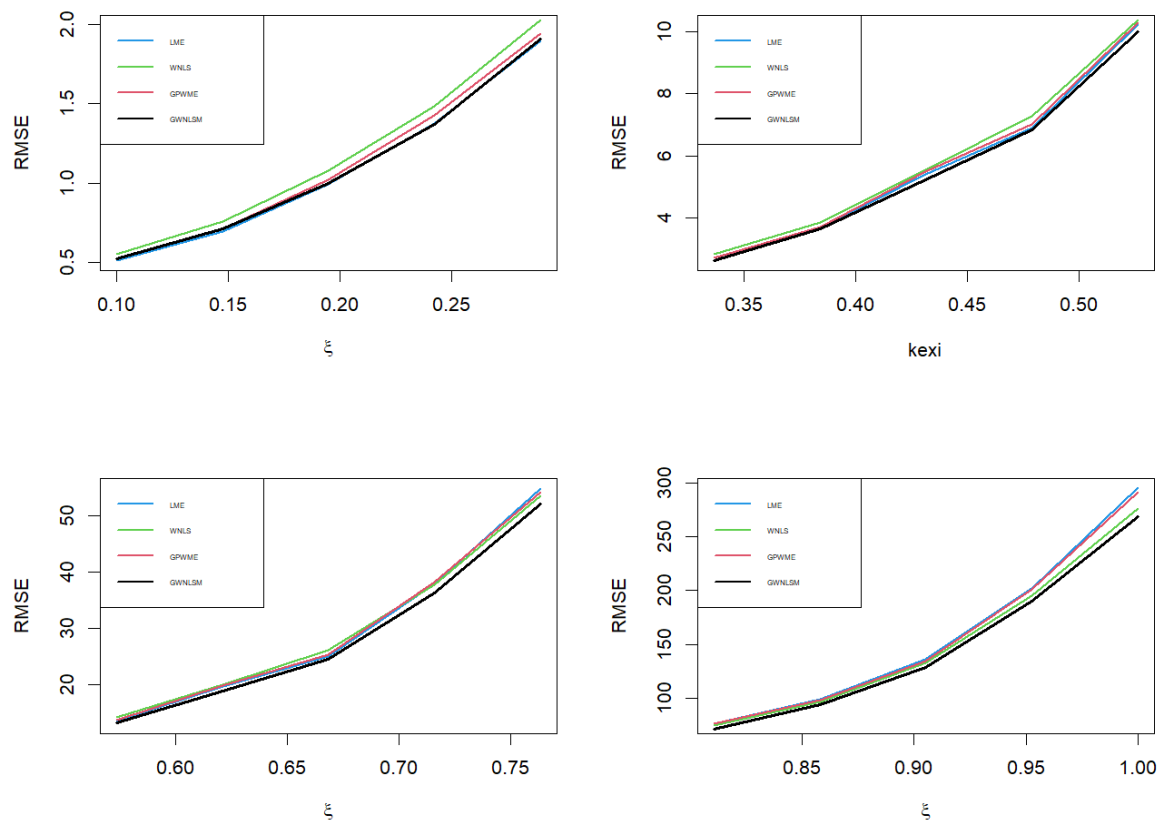 RMSE
2.0
1.5
1.0
0.5
LME
WNLS
GPWME
GWNLSM
0.10 0.15 0.20 0.25
ξ
RMSE
10
8
6
4
LME
WNLS
GPWME
GWNLSM
0.35 0.40 0.45 0.50
kexi
RMSE
50
40
30
20
LME
WNLS
GPWME
GWNLSM
0.60 0.65 0.70 0.75
ξ
RMSE
300
250
200
150
100
LME
WNLS
GPWME
GWNLSM
0.85 0.90 0.95 1.00
ξ